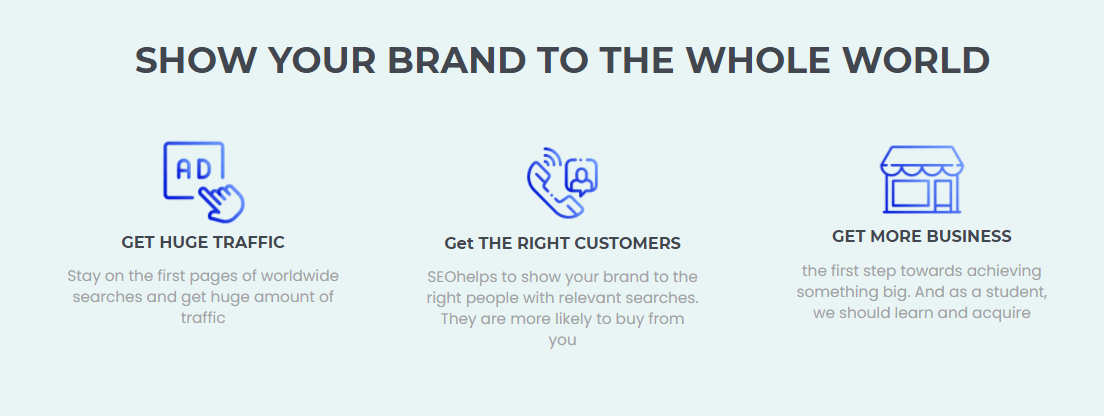 SHOW YOUR BRAND TO THE WHOLE WORLD
AD
GET HUGE TRAFFIC
Stay on the first pages of worldwide
searches and get huge amount of
traffic
Get THE RIGHT CUSTOMERS
SEOhelps to show your brand to the
right people with relevant searches.
They are more likely to buy from
you
GET MORE BUSINESS
the first step towards achieving
something big. And as a student,
we should learn and acquire